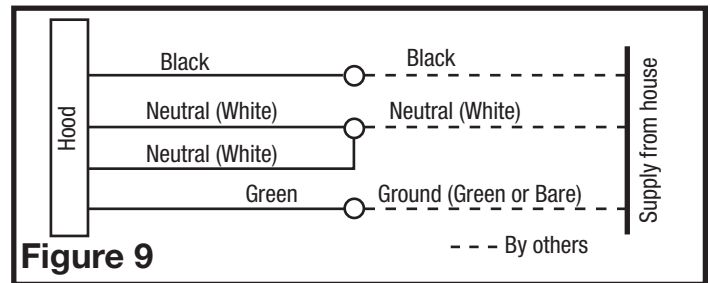 Hood
Black
Black
Neutral (White)
Neutral (White)
Neutral (White)
Green
Ground (Green or Bare)
Supply from house
- - - By others
Figure 9